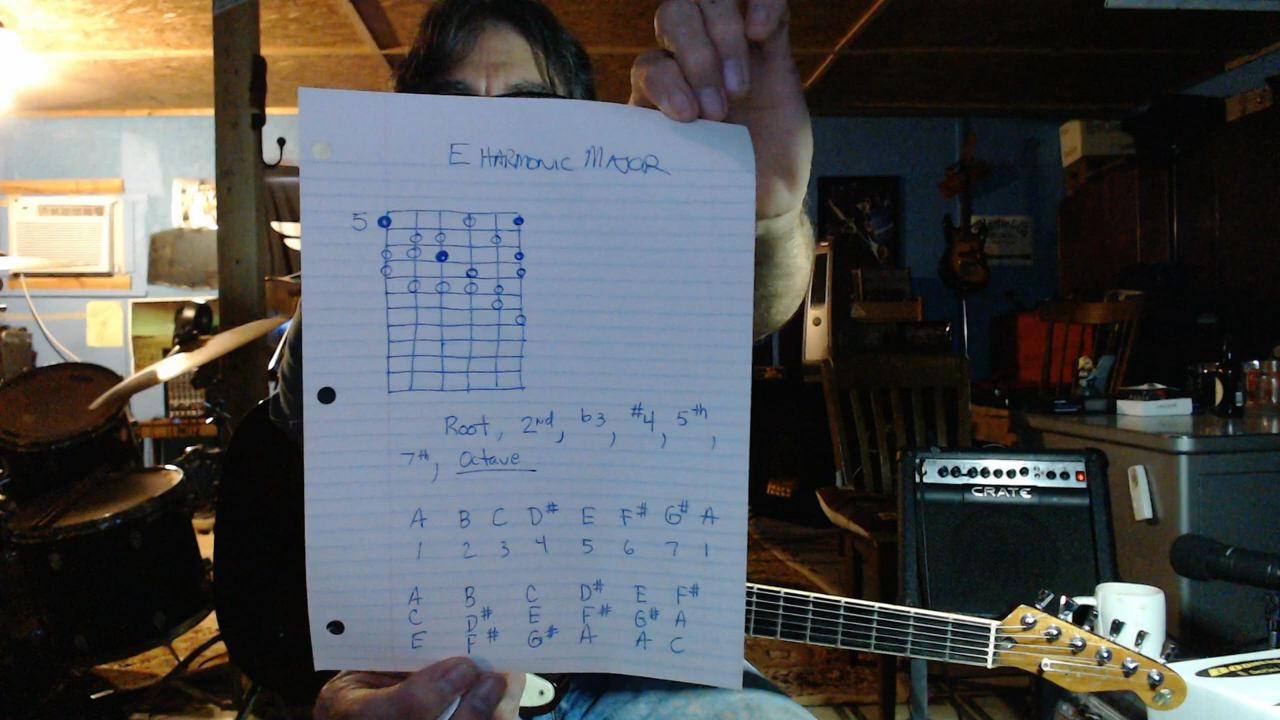 E HARMONIC MAJOR
5
Root, 2nd, b3, #4, 5th,
7th, Octave
A B C D# E F# G# A
1 2 3 4 5 6 7 1
A B C D# E F#
C D# E F# G# A
E F# G# A A C
CRATE